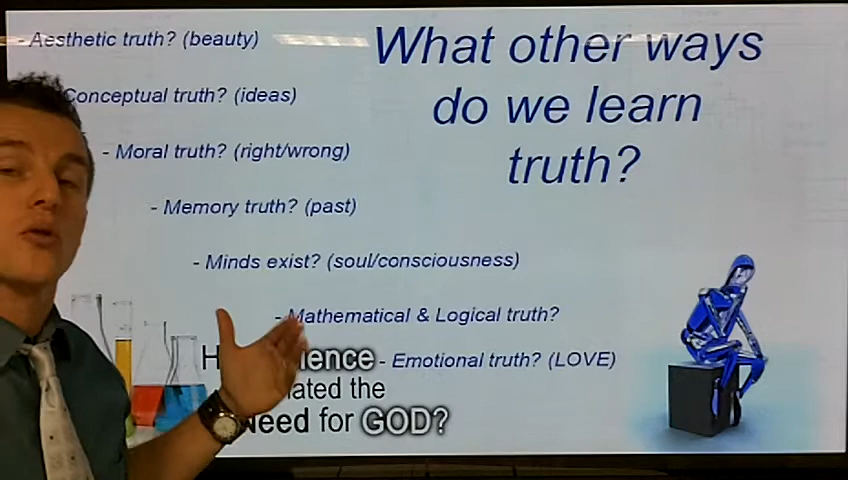 What other ways
do we learn
truth?
- Aesthetic truth? (beauty)
Conceptual truth? (ideas)
- Moral truth? (right/wrong)
- Memory truth? (past)
- Minds exist? (soul/consciousness)
- Mathematical & Logical truth?
- Emotional truth? (LOVE)
the
Need for GOD?